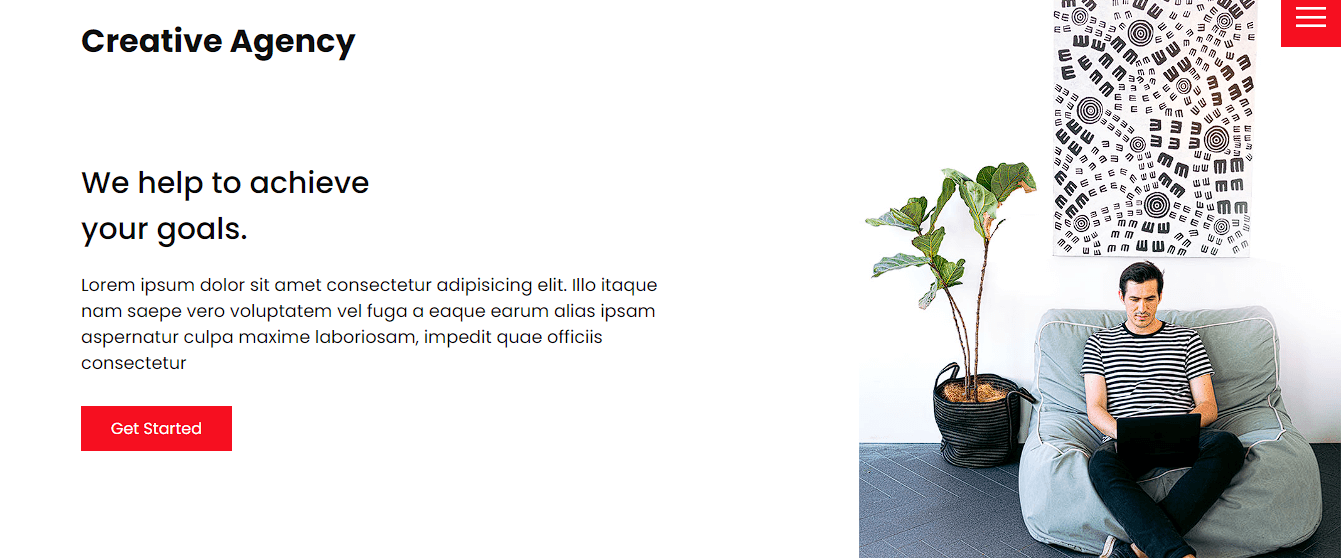 Creative Agency
We help to achieve
your goals.
Lorem ipsum dolor sit amet consectetur adipisicing elit. Illo itaque
nam saepe vero voluptatem vel fuga a eaque earum alias ipsam
aspernatur culpa maxime laboriosam, impedit quae officiis
consectetur
Get Started